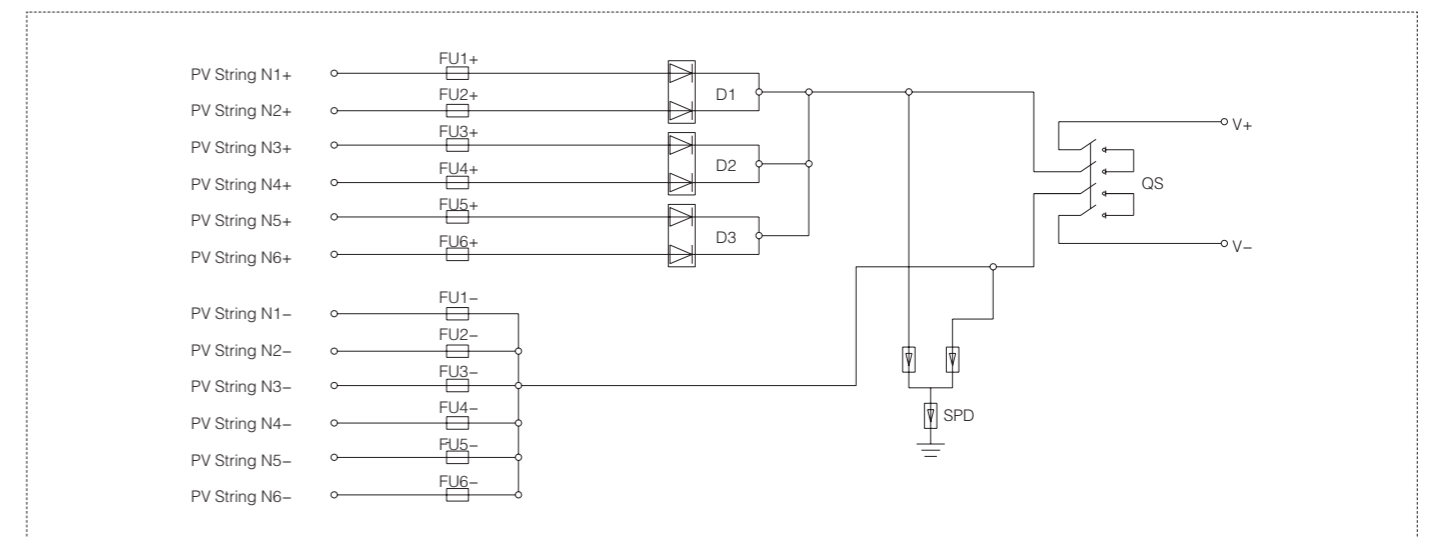 FU1+
PV String N1+
FU2+
D1
PV String N2+
FU3+
V+
PV String N3+
FU4+
D2
PV String N4+
QS
FU5+
PV String N5+
FU6+
D3
V−
PV String N6+
FU1−
PV String N1−
FU2−
PV String N2−
FU3−
PV String N3−
FU4−
SPD
PV String N4−
FU5−
PV String N5−
FU6−
PV String N6−